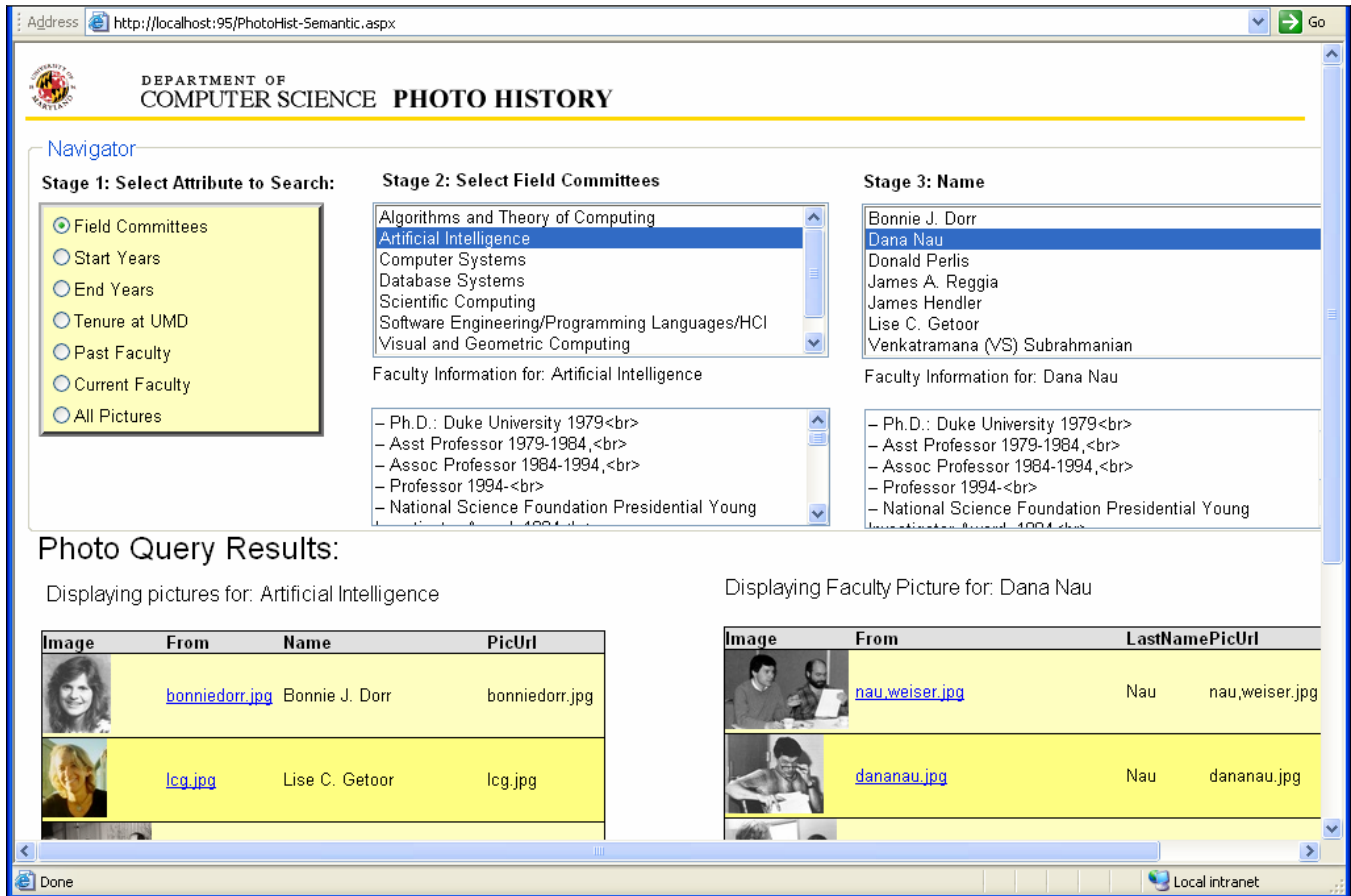 Address http://localhost:95/PhotoHist-Semantic.aspx Go
UNIVERSITY OF MARYLAND
DEPARTMENT OF
COMPUTER SCIENCE PHOTO HISTORY
Navigator
Stage 1: Select Attribute to Search:
Field Committees
Start Years
End Years
Tenure at UMD
Past Faculty
Current Faculty
All Pictures
Stage 2: Select Field Committees
Algorithms and Theory of Computing
Artificial Intelligence
Computer Systems
Database Systems
Scientific Computing
Software Engineering/Programming Languages/HCI
Visual and Geometric Computing
Faculty Information for: Artificial Intelligence
– Ph.D.: Duke University 1979<br>
– Asst Professor 1979-1984,<br>
– Assoc Professor 1984-1994,<br>
– Professor 1994-<br>
– National Science Foundation Presidential Young
Stage 3: Name
Bonnie J. Dorr
Dana Nau
Donald Perlis
James A. Reggia
James Hendler
Lise C. Getoor
Venkatramana (VS) Subrahmanian
Faculty Information for: Dana Nau
– Ph.D.: Duke University 1979<br>
– Asst Professor 1979-1984,<br>
– Assoc Professor 1984-1994,<br>
– Professor 1994-<br>
– National Science Foundation Presidential Young
Photo Query Results:
Displaying pictures for: Artificial Intelligence
Image From Name PicUrl
bonniedorr.jpg Bonnie J. Dorr bonniedorr.jpg
lcg.jpg Lise C. Getoor lcg.jpg
Displaying Faculty Picture for: Dana Nau
Image From LastNamePicUrl
nau,weiser.jpg Nau nau,weiser.jpg
dananau.jpg Nau dananau.jpg
Done Local intranet